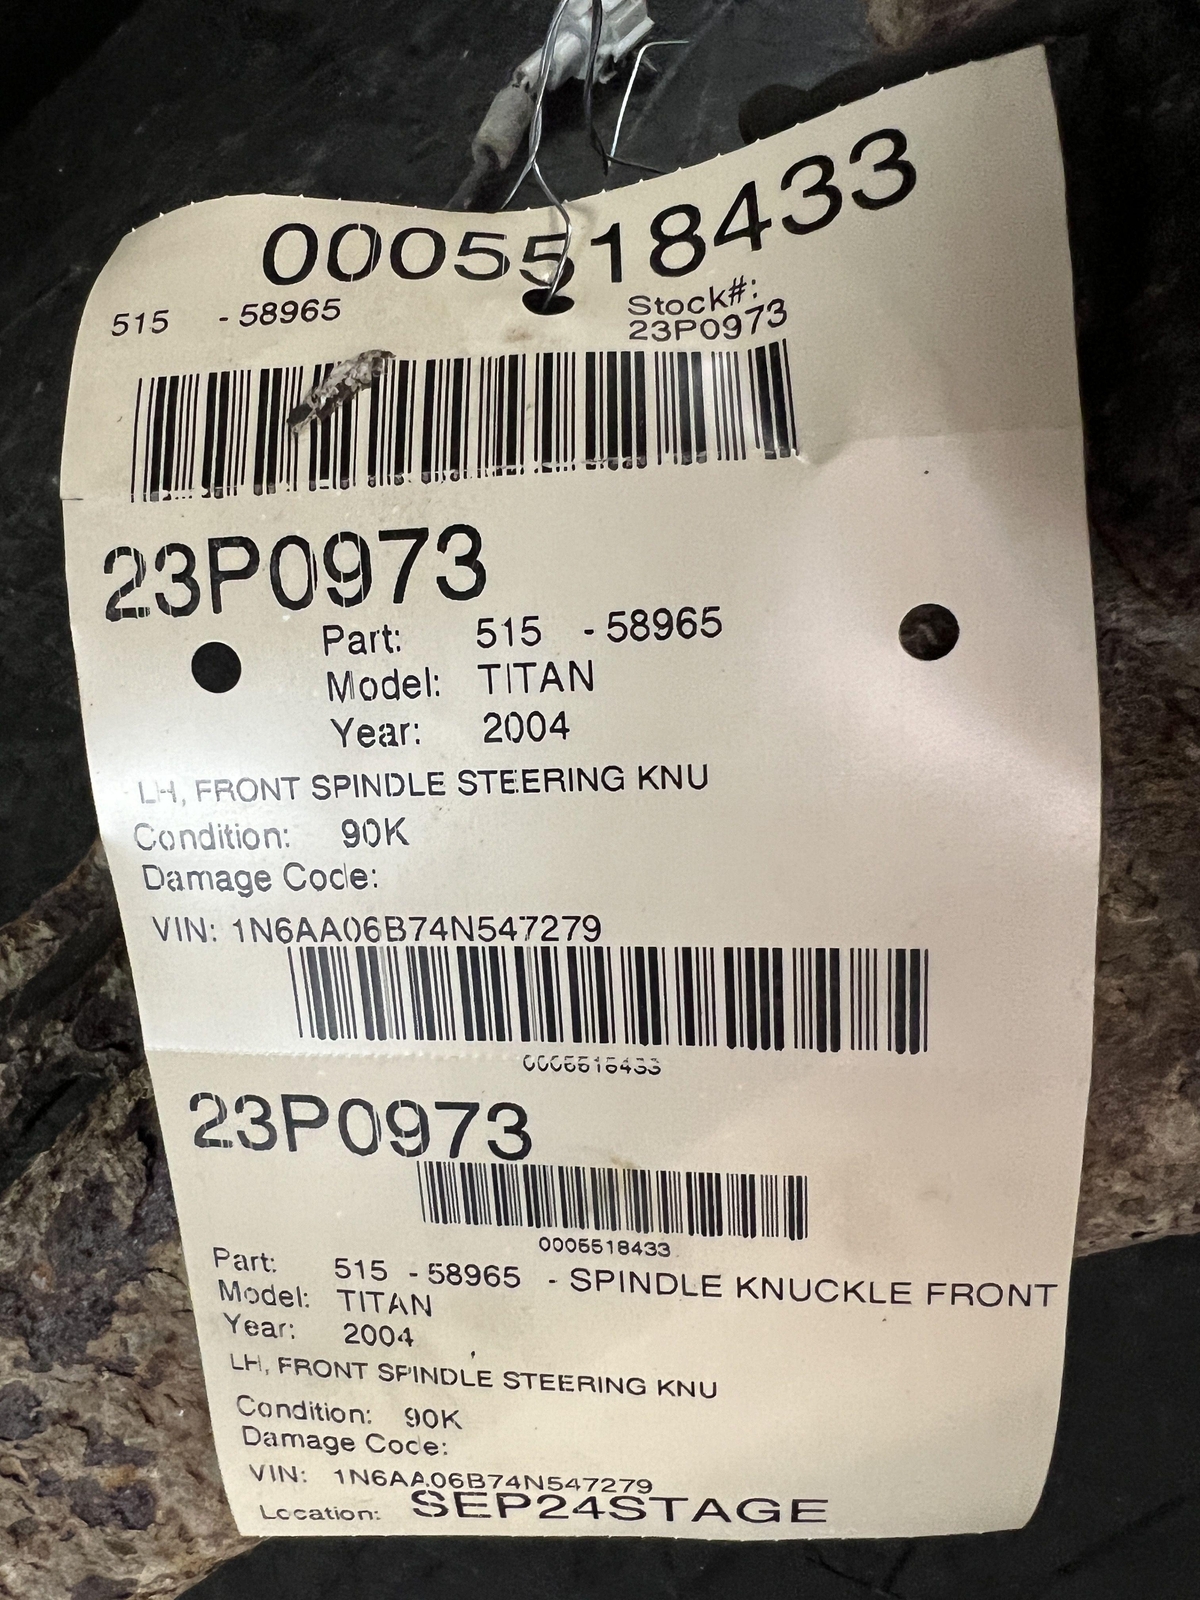 0005518433
515 - 58965
Stock#:
23P0973
23P0973
Part: 515 - 58965
Model: TITAN
Year: 2004
LH, FRONT SPINDLE STEERING KNU
Condition: 90K
Damage Code:
VIN: 1N6AA06B74N547279
0005518433
23P0973
0005518433
Part: 515 - 58965 - SPINDLE KNUCKLE FRONT
Model: TITAN
Year: 2004
LH, FRONT SPINDLE STEERING KNU
Condition: 90K
Damage Code:
VIN: 1N6AA06B74N547279
Location: SEP24STAGE